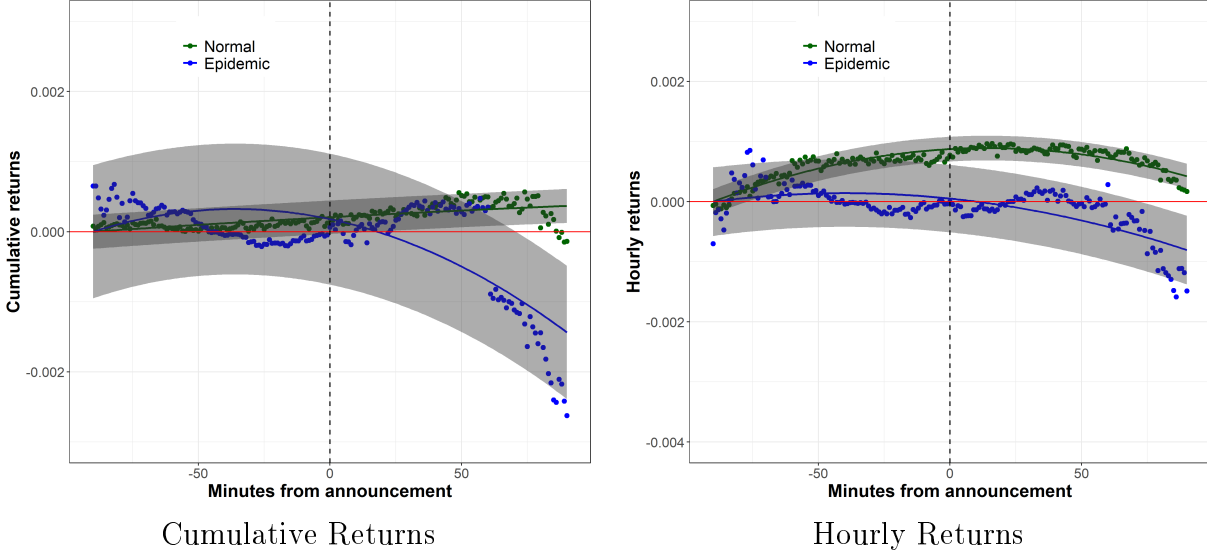 Normal
Epidemic
0.002
0.000
-0.002
Cumulative returns
-50
0
50
Minutes from announcement
Cumulative Returns
Normal
Epidemic
0.002
0.000
-0.002
-0.004
Hourly returns
-50
0
50
Minutes from announcement
Hourly Returns